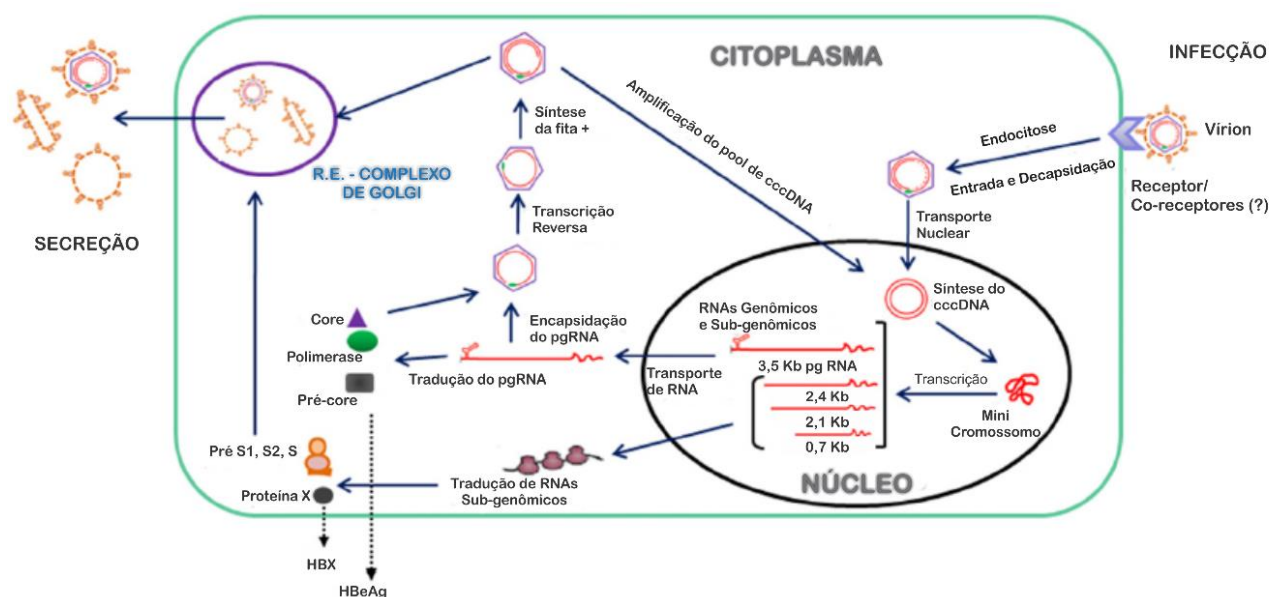 CITOPLASMA
INFECÇÃO
Vírion
Receptor/
Co-receptores (?)
Endocitose
Entrada e Decapsidação
Transporte
Nuclear
Amplificação do pool de cccDNA
Síntese
da fita +
Transcrição
Reversa
R.E. - COMPLEXO
DE GOLGI
SECREÇÃO
Síntese do
cccDNA
RNAs Genômicos
e Sub-genômicos
3,5 Kb pg RNA
2,4 Kb
2,1 Kb
0,7 Kb
Transcrição
Mini
Cromossomo
NÚCLEO
Transporte
de RNA
Encapsidação
do pgRNA
Tradução do pgRNA
Core
Polimerase
Pré-core
Pré S1, S2, S
Proteína X
Tradução de RNAs
Sub-genômicos
HBX
HBeAg